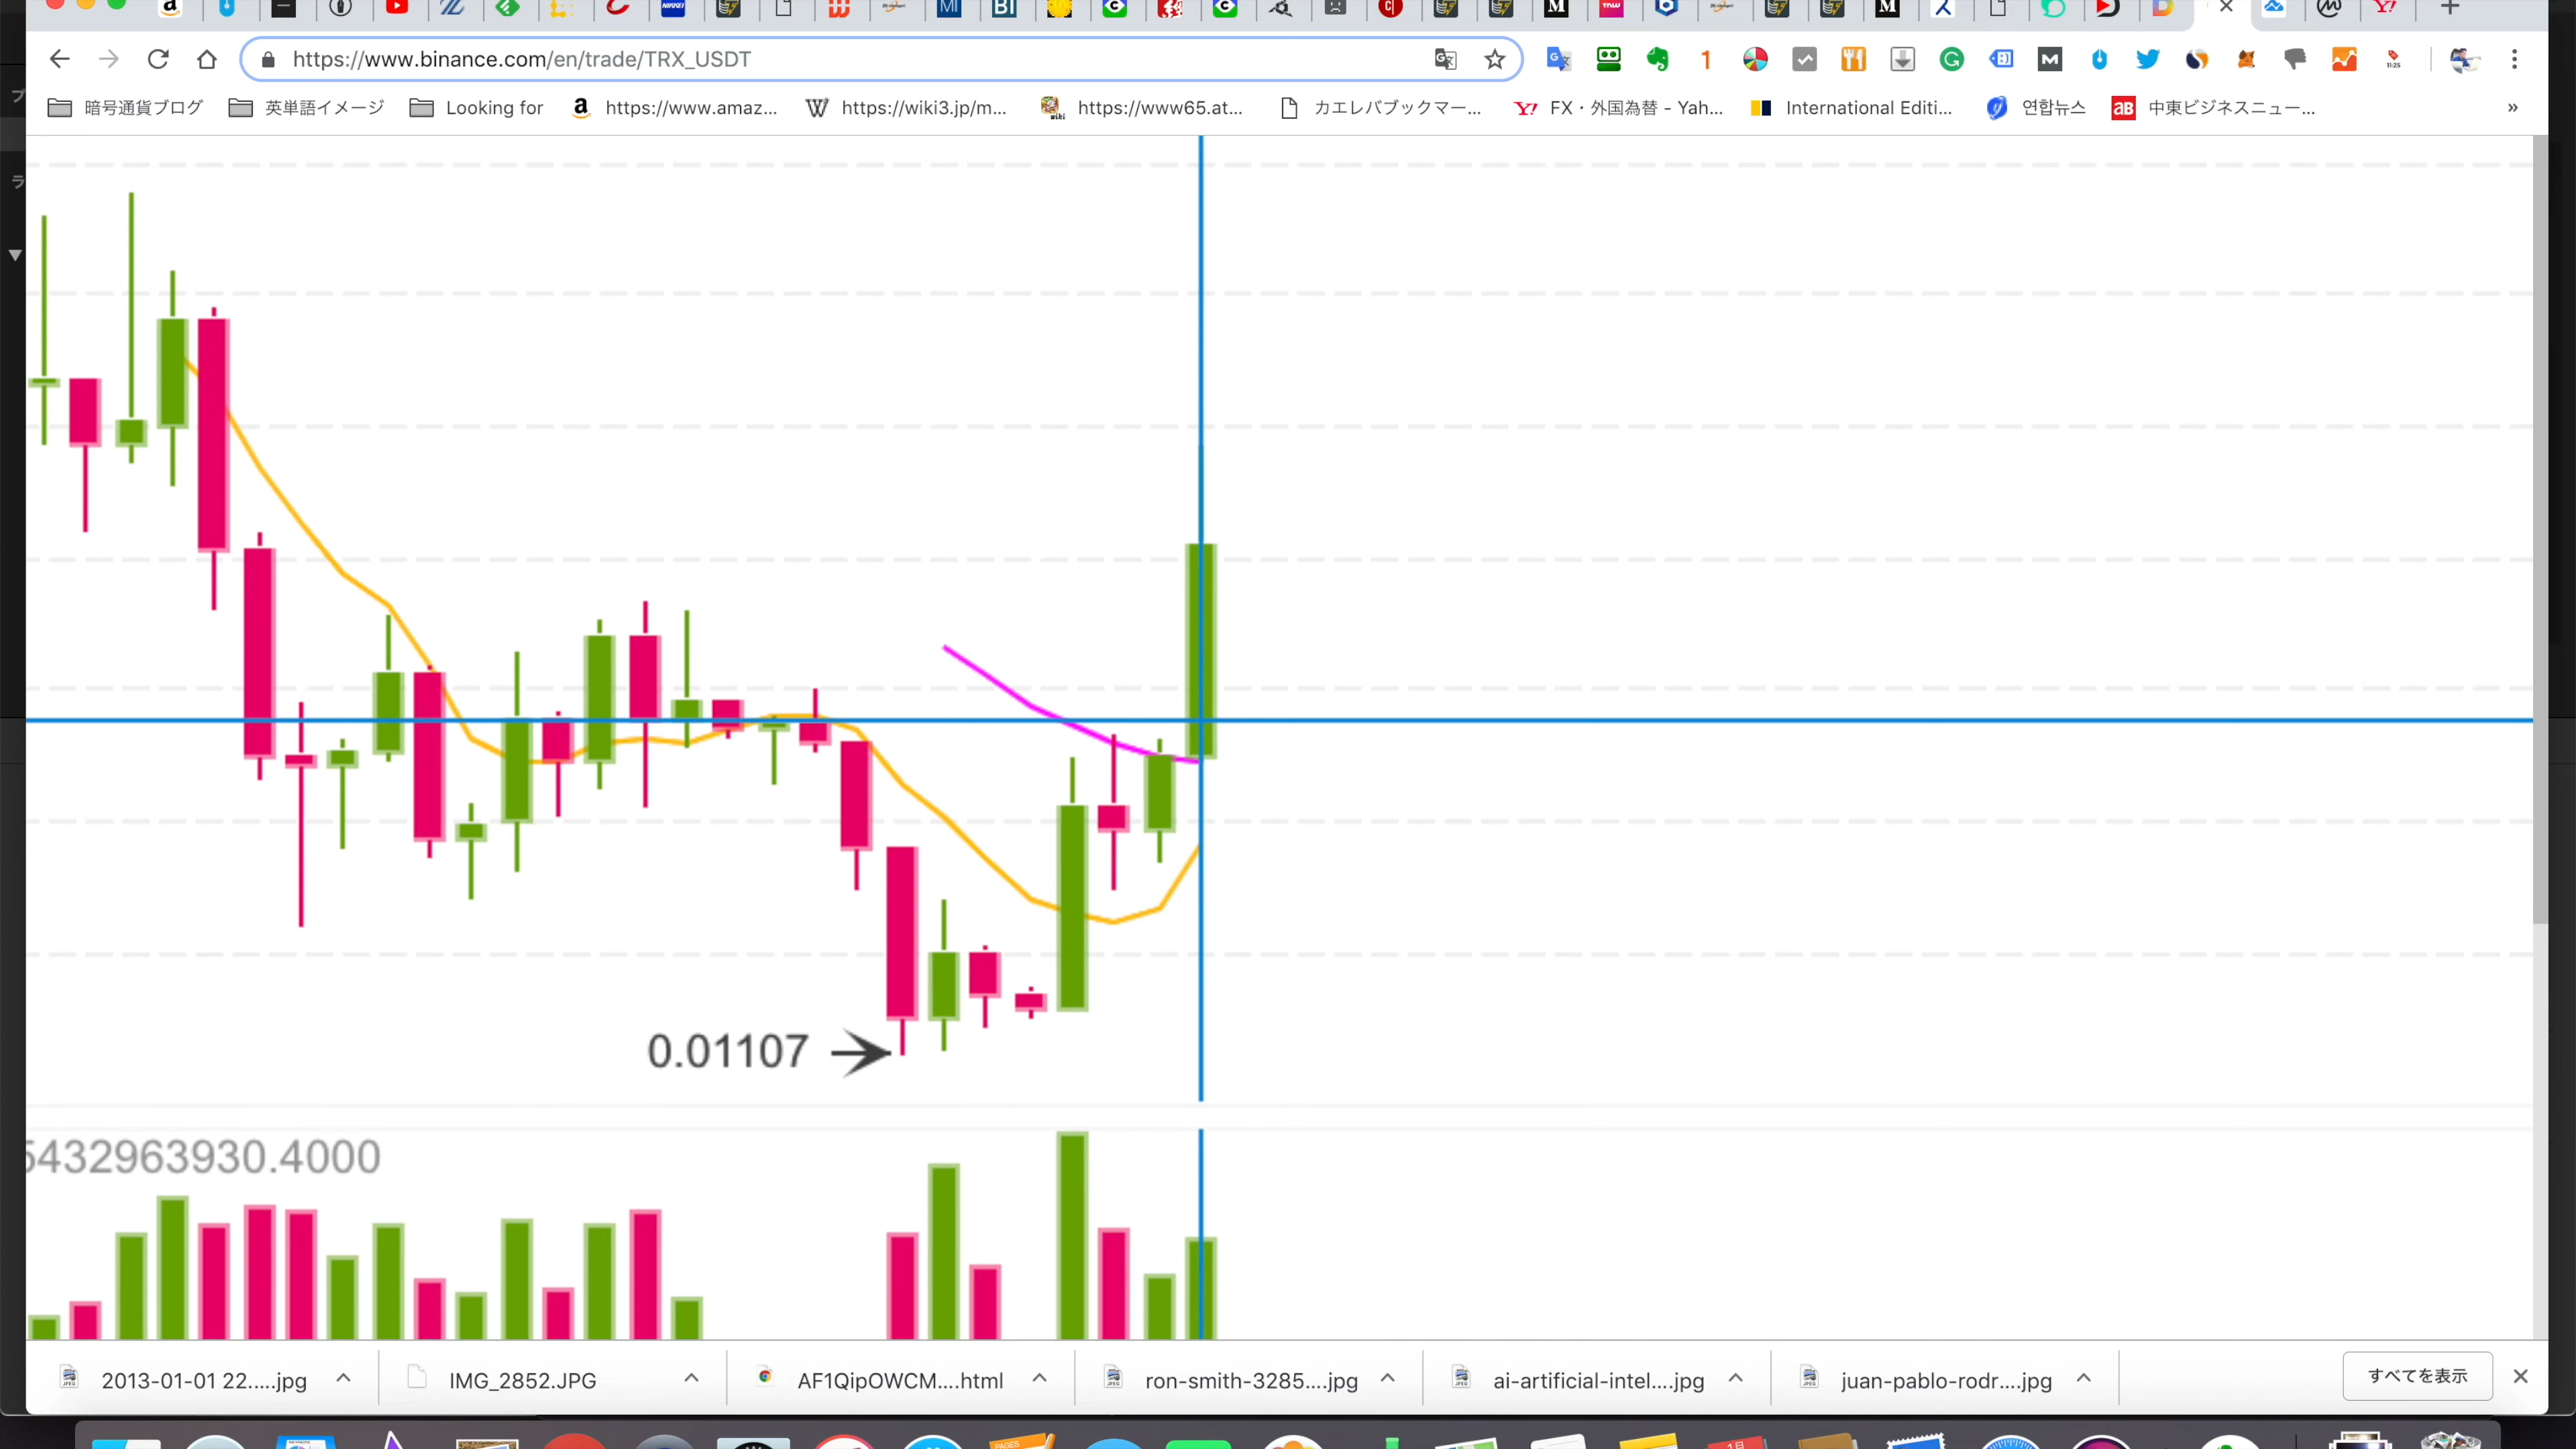 https://www.binance.com/en/trade/TRX_USDT
暗号通貨ブログ
英単語イメージ
Looking for
https://www.amaz...
https://wiki3.jp/m...
https://www65.at...
カエレバブックマー...
FX・外国為替 - Yah...
International Editi...
연합뉴스
中東ビジネスニュー...
»
0.01107
5432963930.4000
2013-01-01 22.....jpg
IMG_2852.JPG
AF1QipOWCM....html
ron-smith-3285....jpg
ai-artificial-intel....jpg
juan-pablo-rodr....jpg
すべてを表示